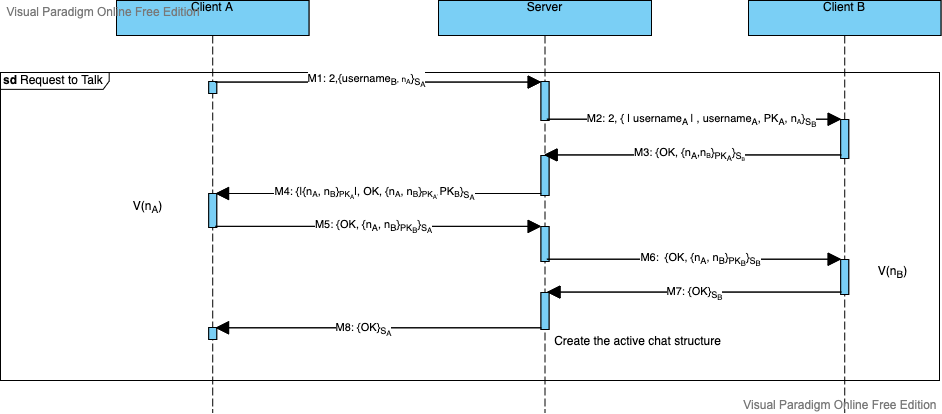 Visual Paradigm Online Free Edition
Client A
Server
Client B
sd Request to Talk
M1: 2,{username_B, n_A}S_A
M2: 2, { | username_A | , username_A, PK_A, n_A}S_B
M3: {OK, {n_A,n_B}PK_A}S_B
M4: {|{n_A, n_B}PK_A|, OK, {n_A, n_B}PK_A, PK_B}S_A
V(n_A)
M5: {OK, {n_A, n_B}PK_B}S_A
M6: {OK, {n_A, n_B}PK_B}S_B
V(n_B)
M7: {OK}S_B
M8: {OK}S_A
Create the active chat structure
Visual Paradigm Online Free Edition